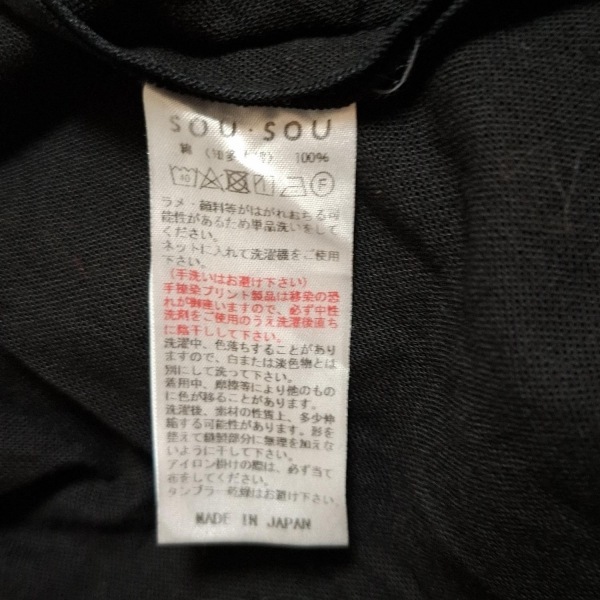 SOU・SOU
綿 (知多木綿) 100%
40 F
ラメ・顔料等がはがれおちる可
能性があるため単品洗いをして
ください。
ネットに入れて洗濯機をご使用
下さい。
(手洗いはお避け下さい)
手捺染プリント製品は移染の恐
れが御座いますので、必ず中性
洗剤をご使用のうえ洗濯後直ち
に陰干しして下さい。
洗濯中、色落ちすることがあり
ますので、白または淡色物とは
別にして洗って下さい。
着用中、摩擦等により他のもの
に色が移ることがあります。
洗濯後、素材の性質上、多少伸
縮する可能性があります。形を
整えて縫製部分に無理を加えな
いように干して下さい。
アイロン掛けの際は、必ず当て
布をしてください。
タンブラー乾燥はお避け下さい。
MADE IN JAPAN